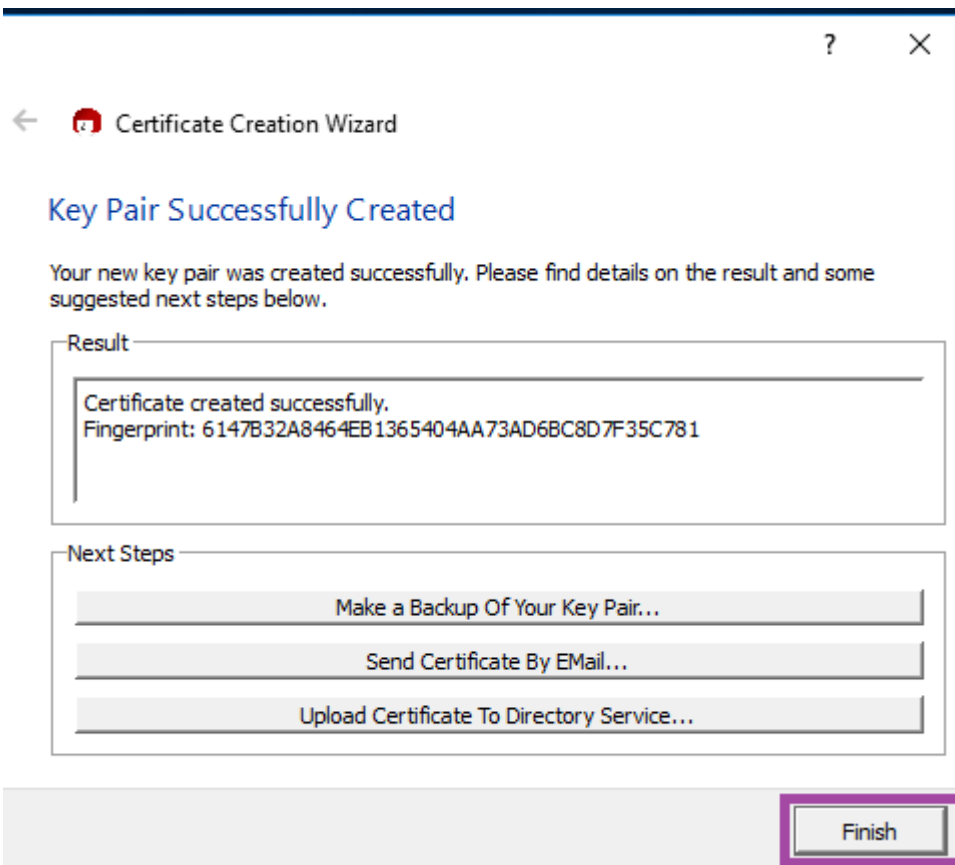 ?
Certificate Creation Wizard
Key Pair Successfully Created
Your new key pair was created successfully. Please find details on the result and some
suggested next steps below.
Result
Certificate created successfully.
Fingerprint: 6147B32A8464EB1365404AA73AD6BC8D7F35C781
Next Steps
Make a Backup Of Your Key Pair...
Send Certificate By EMail...
Upload Certificate To Directory Service...
Finish